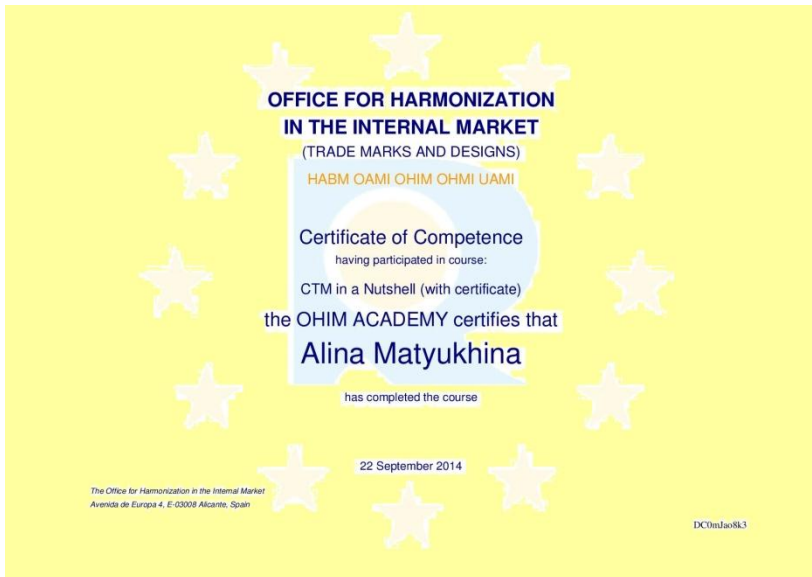 OFFICE FOR HARMONIZATION
IN THE INTERNAL MARKET
(TRADE MARKS AND DESIGNS)
HABM OAMI OHIM OHMI UAMI
Certificate of Competence
having participated in course:
CTM in a Nutshell (with certificate)
the OHIM ACADEMY certifies that
Alina Matyukhina
has completed the course
22 September 2014
The Office for Harmonization in the Internal Market
Avenida de Europa 4, E-03008 Alicante, Spain
DC0mJao8k3